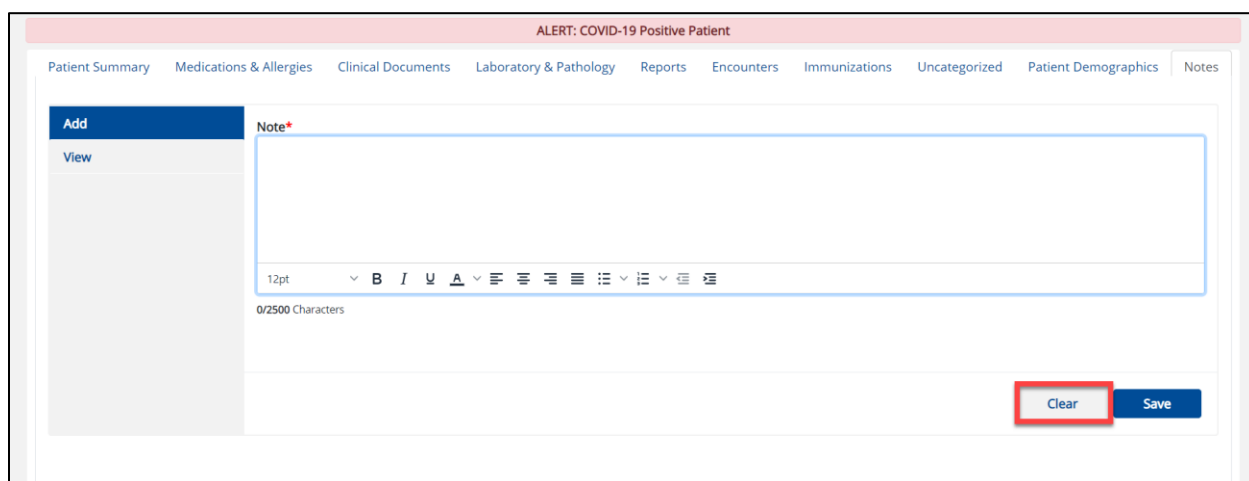 ALERT: COVID-19 Positive Patient
Patient Summary Medications & Allergies Clinical Documents Laboratory & Pathology Reports Encounters Immunizations Uncategorized Patient Demographics Notes
Add
View
Note*
12pt B I U A
0/2500 Characters
Clear Save